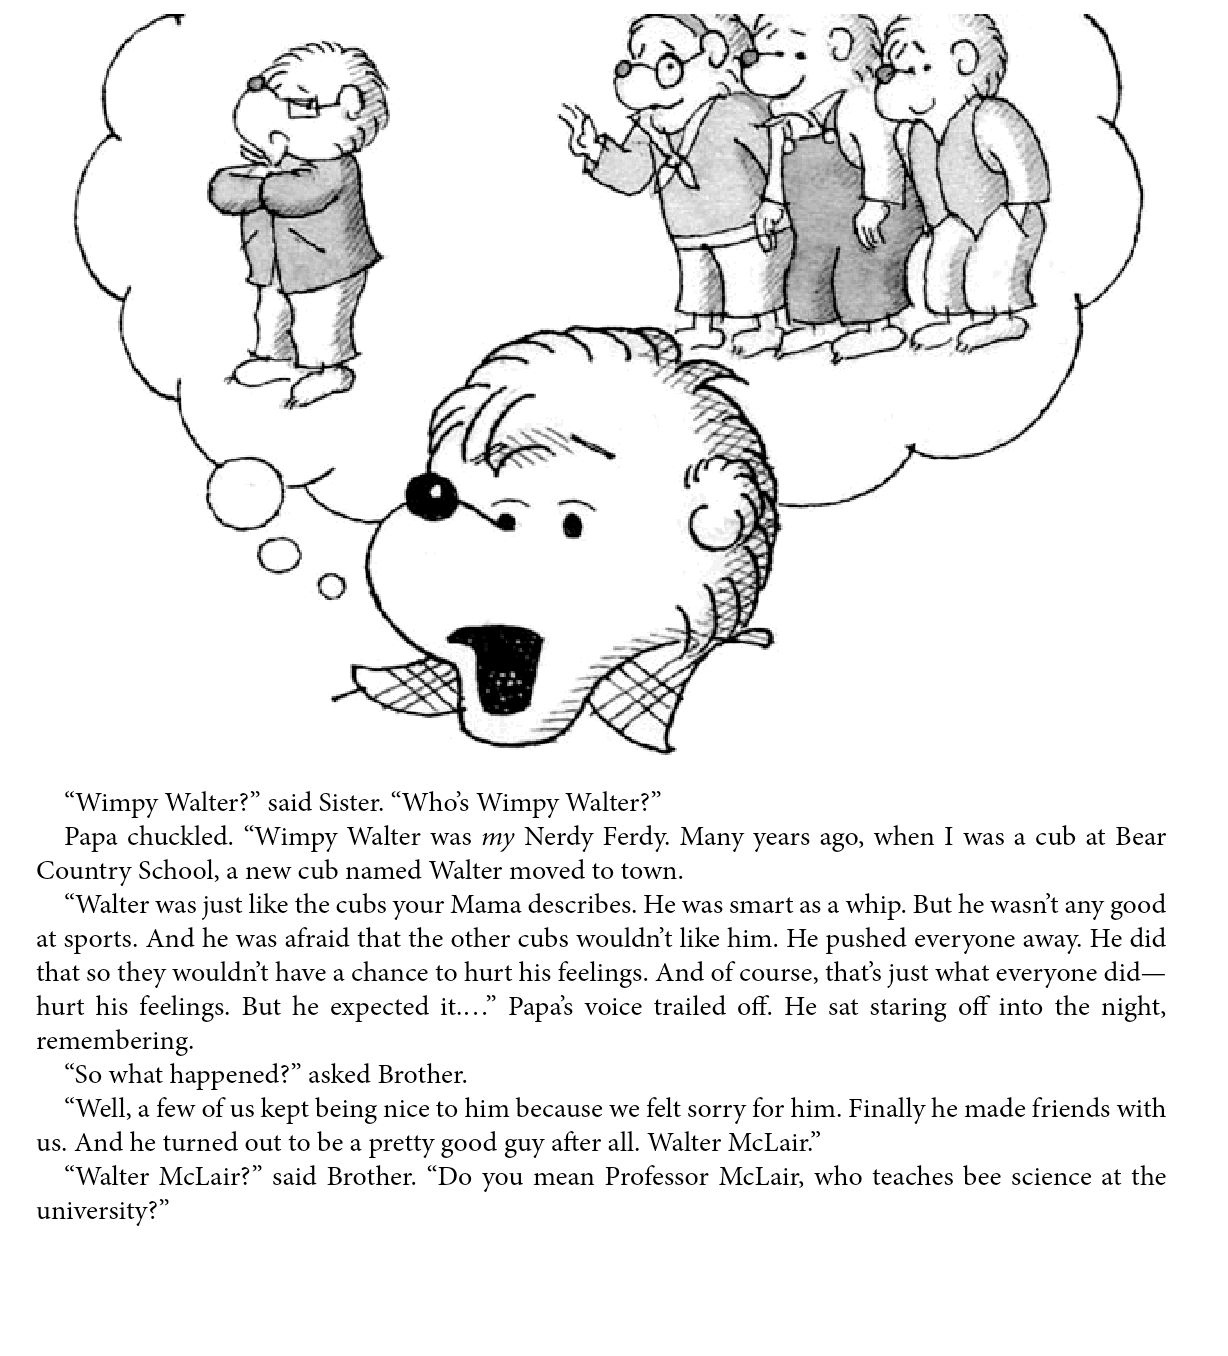 “Wimpy Walter?” said Sister. “Who’s Wimpy Walter?”
Papa chuckled. “Wimpy Walter was my Nerdy Ferdy. Many years ago, when I was a cub at Bear
Country School, a new cub named Walter moved to town.
“Walter was just like the cubs your Mama describes. He was smart as a whip. But he wasn’t any good
at sports. And he was afraid that the other cubs wouldn’t like him. He pushed everyone away. He did
that so they wouldn’t have a chance to hurt his feelings. And of course, that’s just what everyone did—
hurt his feelings. But he expected it.…” Papa’s voice trailed off. He sat staring off into the night,
remembering.
“So what happened?” asked Brother.
“Well, a few of us kept being nice to him because we felt sorry for him. Finally he made friends with
us. And he turned out to be a pretty good guy after all. Walter McLair.”
“Walter McLair?” said Brother. “Do you mean Professor McLair, who teaches bee science at the
university?”